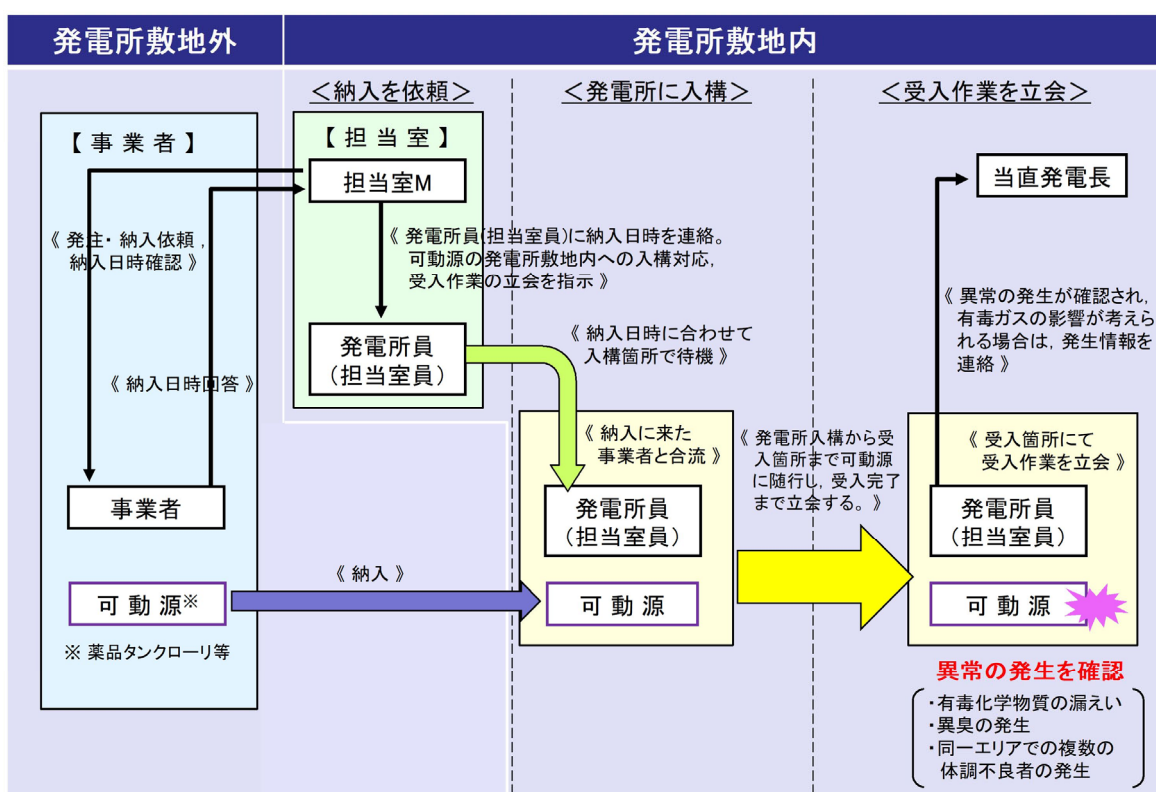 発電所敷地外
発電所敷地内
＜納入を依頼＞
＜発電所に入構＞
＜受入作業を立会＞
【 事 業 者 】
【 担 当 室 】
担当室M
当直発電長
《 発注・納入依頼，
納入日時確認 》
《 発電所員(担当室員)に納入日時を連絡。
可動源の発電所敷地内への入構対応，
受入作業の立会を指示 》
《 異常の発生が確認され，
有毒ガスの影響が考えら
れる場合は，発生情報を
連絡 》
発電所員
（担当室員）
《 納入日時に合わせて
入構箇所で待機 》
《 納入日時回答 》
《 納入に来た
事業者と合流 》
《 発電所入構から受
入箇所まで可動源
に随行し，受入完了
まで立会する。》
《 受入箇所にて
受入作業を立会 》
事業者
発電所員
（担当室員）
発電所員
（担当室員）
《 納入 》
可 動 源※
可 動 源
可 動 源
※ 薬品タンクローリ等
異常の発生を確認
・有毒化学物質の漏えい
・異臭の発生
・同一エリアでの複数の
体調不良者の発生